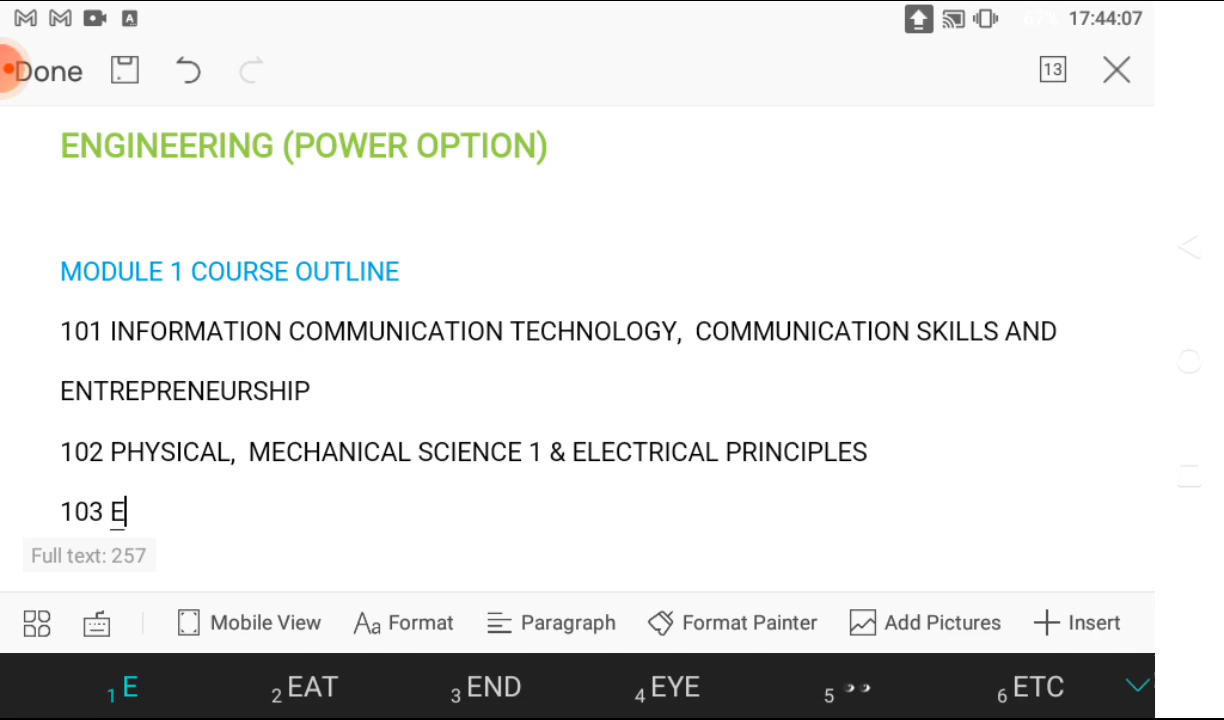 67% 17:44:07
Done 13
ENGINEERING (POWER OPTION)
MODULE 1 COURSE OUTLINE
101 INFORMATION COMMUNICATION TECHNOLOGY, COMMUNICATION SKILLS AND
ENTREPRENEURSHIP
102 PHYSICAL, MECHANICAL SCIENCE 1 & ELECTRICAL PRINCIPLES
103 E
Full text: 257
Mobile View Aa Format Paragraph Format Painter Add Pictures Insert
1 E 2 EAT 3 END 4 EYE 5 👀 6 ETC